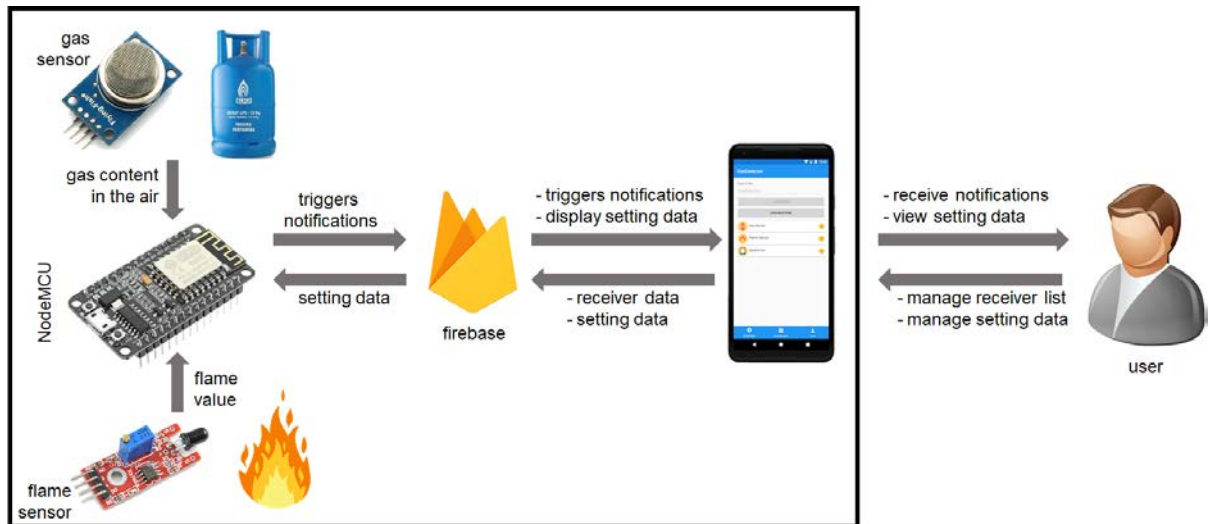 gas
sensor
Flying-Fish
gas content
in the air
NodeMCU
triggers
notifications
setting data
firebase
- triggers notifications
- display setting data
- receiver data
- setting data
- receive notifications
- view setting data
- manage receiver list
- manage setting data
user
flame
value
flame
sensor